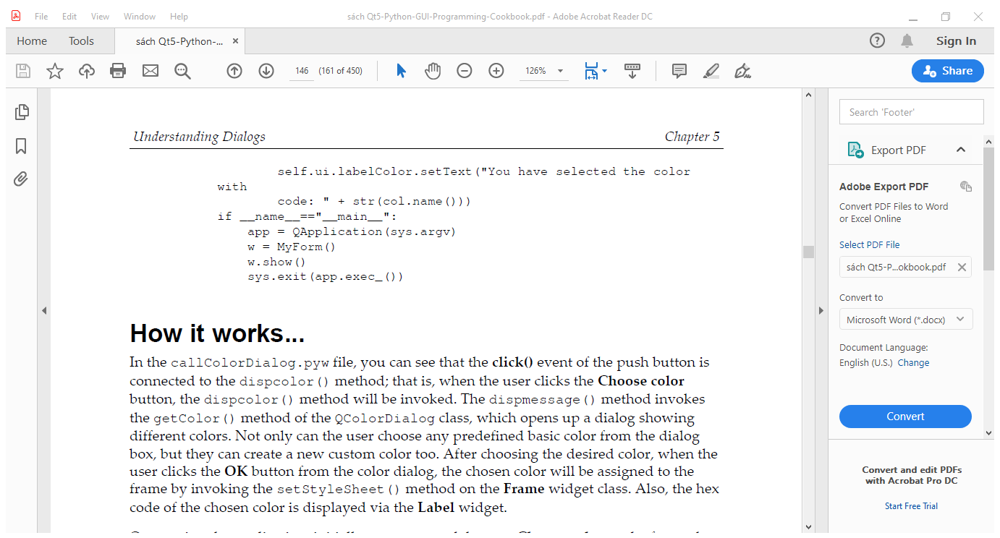 File Edit View Window Help
sách Qt5-Python-GUI-Programming-Cookbook.pdf - Adobe Acrobat Reader DC
Home Tools sách Qt5-Python-... × Sign In
146 (161 of 450) 126% Share
Understanding Dialogs Chapter 5
self.ui.labelColor.setText("You have selected the color
with
code: " + str(col.name()))
if __name__=="__main__":
app = QApplication(sys.argv)
w = MyForm()
w.show()
sys.exit(app.exec_())
How it works...
In the callColorDialog.pyw file, you can see that the click() event of the push button is
connected to the dispcolor() method; that is, when the user clicks the Choose color
button, the dispcolor() method will be invoked. The dispmessage() method invokes
the getColor() method of the QColorDialog class, which opens up a dialog showing
different colors. Not only can the user choose any predefined basic color from the dialog
box, but they can create a new custom color too. After choosing the desired color, when the
user clicks the OK button from the color dialog, the chosen color will be assigned to the
frame by invoking the setStyleSheet() method on the Frame widget class. Also, the hex
code of the chosen color is displayed via the Label widget.
Search 'Footer'
Export PDF
Adobe Export PDF
Convert PDF Files to Word
or Excel Online
Select PDF File
sách Qt5-P...okbook.pdf
Convert to
Microsoft Word (*.docx)
Document Language:
English (U.S.) Change
Convert
Convert and edit PDFs
with Acrobat Pro DC
Start Free Trial